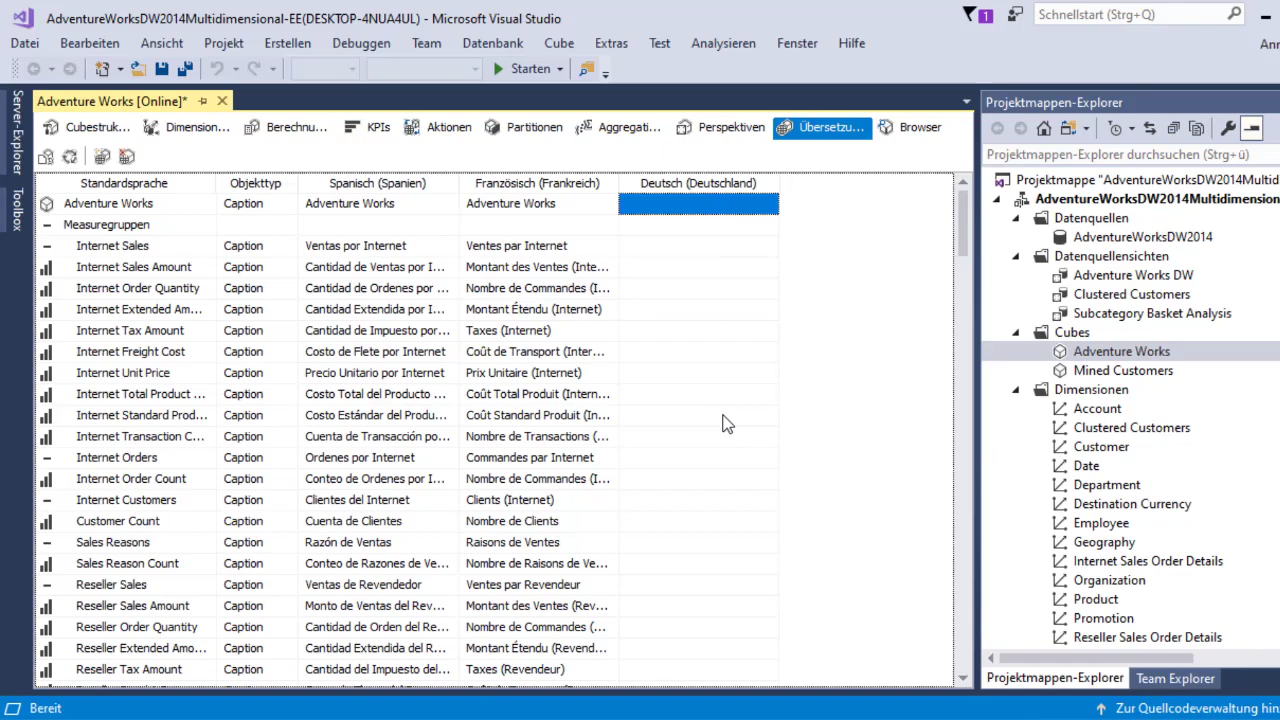 AdventureWorksDW2014Multidimensional-EE(DESKTOP-4NUA4UL) - Microsoft Visual Studio
1
Schnellstart (Strg+Q)
Datei Bearbeiten Ansicht Projekt Erstellen Debuggen Team Datenbank Cube Extras Test Analysieren Fenster Hilfe
Starten
Server-Explorer
Toolbox
Adventure Works [Online]*
Cubestruk... Dimension... Berechnu... KPIs Aktionen Partitionen Aggregati... Perspektiven Übersetzu... Browser
Standardsprache Objekttyp Spanisch (Spanien) Französisch (Frankreich) Deutsch (Deutschland)
Adventure Works Caption Adventure Works Adventure Works
Measuregruppen
Internet Sales Caption Ventas por Internet Ventes par Internet
Internet Sales Amount Caption Cantidad de Ventas por I... Montant des Ventes (Inte...
Internet Order Quantity Caption Cantidad de Ordenes por ... Nombre de Commandes (I...
Internet Extended Am... Caption Cantidad Extendida por I... Montant Étendu (Internet)
Internet Tax Amount Caption Cantidad de Impuesto por... Taxes (Internet)
Internet Freight Cost Caption Costo de Flete por Internet Coût de Transport (Inter...
Internet Unit Price Caption Precio Unitario por Internet Prix Unitaire (Internet)
Internet Total Product ... Caption Costo Total del Producto ... Coût Total Produit (Intern...
Internet Standard Prod... Caption Costo Estándar del Produ... Coût Standard Produit (In...
Internet Transaction C... Caption Cuenta de Transacción po... Nombre de Transactions (...
Internet Orders Caption Ordenes por Internet Commandes par Internet
Internet Order Count Caption Conteo de Ordenes por I... Nombre de Commandes (I...
Internet Customers Caption Clientes del Internet Clients (Internet)
Customer Count Caption Cuenta de Clientes Nombre de Clients
Sales Reasons Caption Razón de Ventas Raisons de Ventes
Sales Reason Count Caption Conteo de Razones de Ve... Nombre de Raisons de Ve...
Reseller Sales Caption Ventas de Revendedor Ventes par Revendeur
Reseller Sales Amount Caption Monto de Ventas del Rev... Montant des Ventes (Rev...
Reseller Order Quantity Caption Cantidad de Orden del Re... Nombre de Commandes (...
Reseller Extended Amo... Caption Cantidad Extendida del R... Montant Étendu (Revend...
Reseller Tax Amount Caption Cantidad del Impuesto del... Taxes (Revendeur)
Projektmappen-Explorer
Projektmappen-Explorer durchsuchen (Strg+ü)
Projektmappe "AdventureWorksDW2014Multid
AdventureWorksDW2014Multidimension
Datenquellen
AdventureWorksDW2014
Datenquellensichten
Adventure Works DW
Clustered Customers
Subcategory Basket Analysis
Cubes
Adventure Works
Mined Customers
Dimensionen
Account
Clustered Customers
Customer
Date
Department
Destination Currency
Employee
Geography
Internet Sales Order Details
Organization
Product
Promotion
Reseller Sales Order Details
Projektmappen-Explorer Team Explorer
Bereit
Zur Quellcodeverwaltung hin